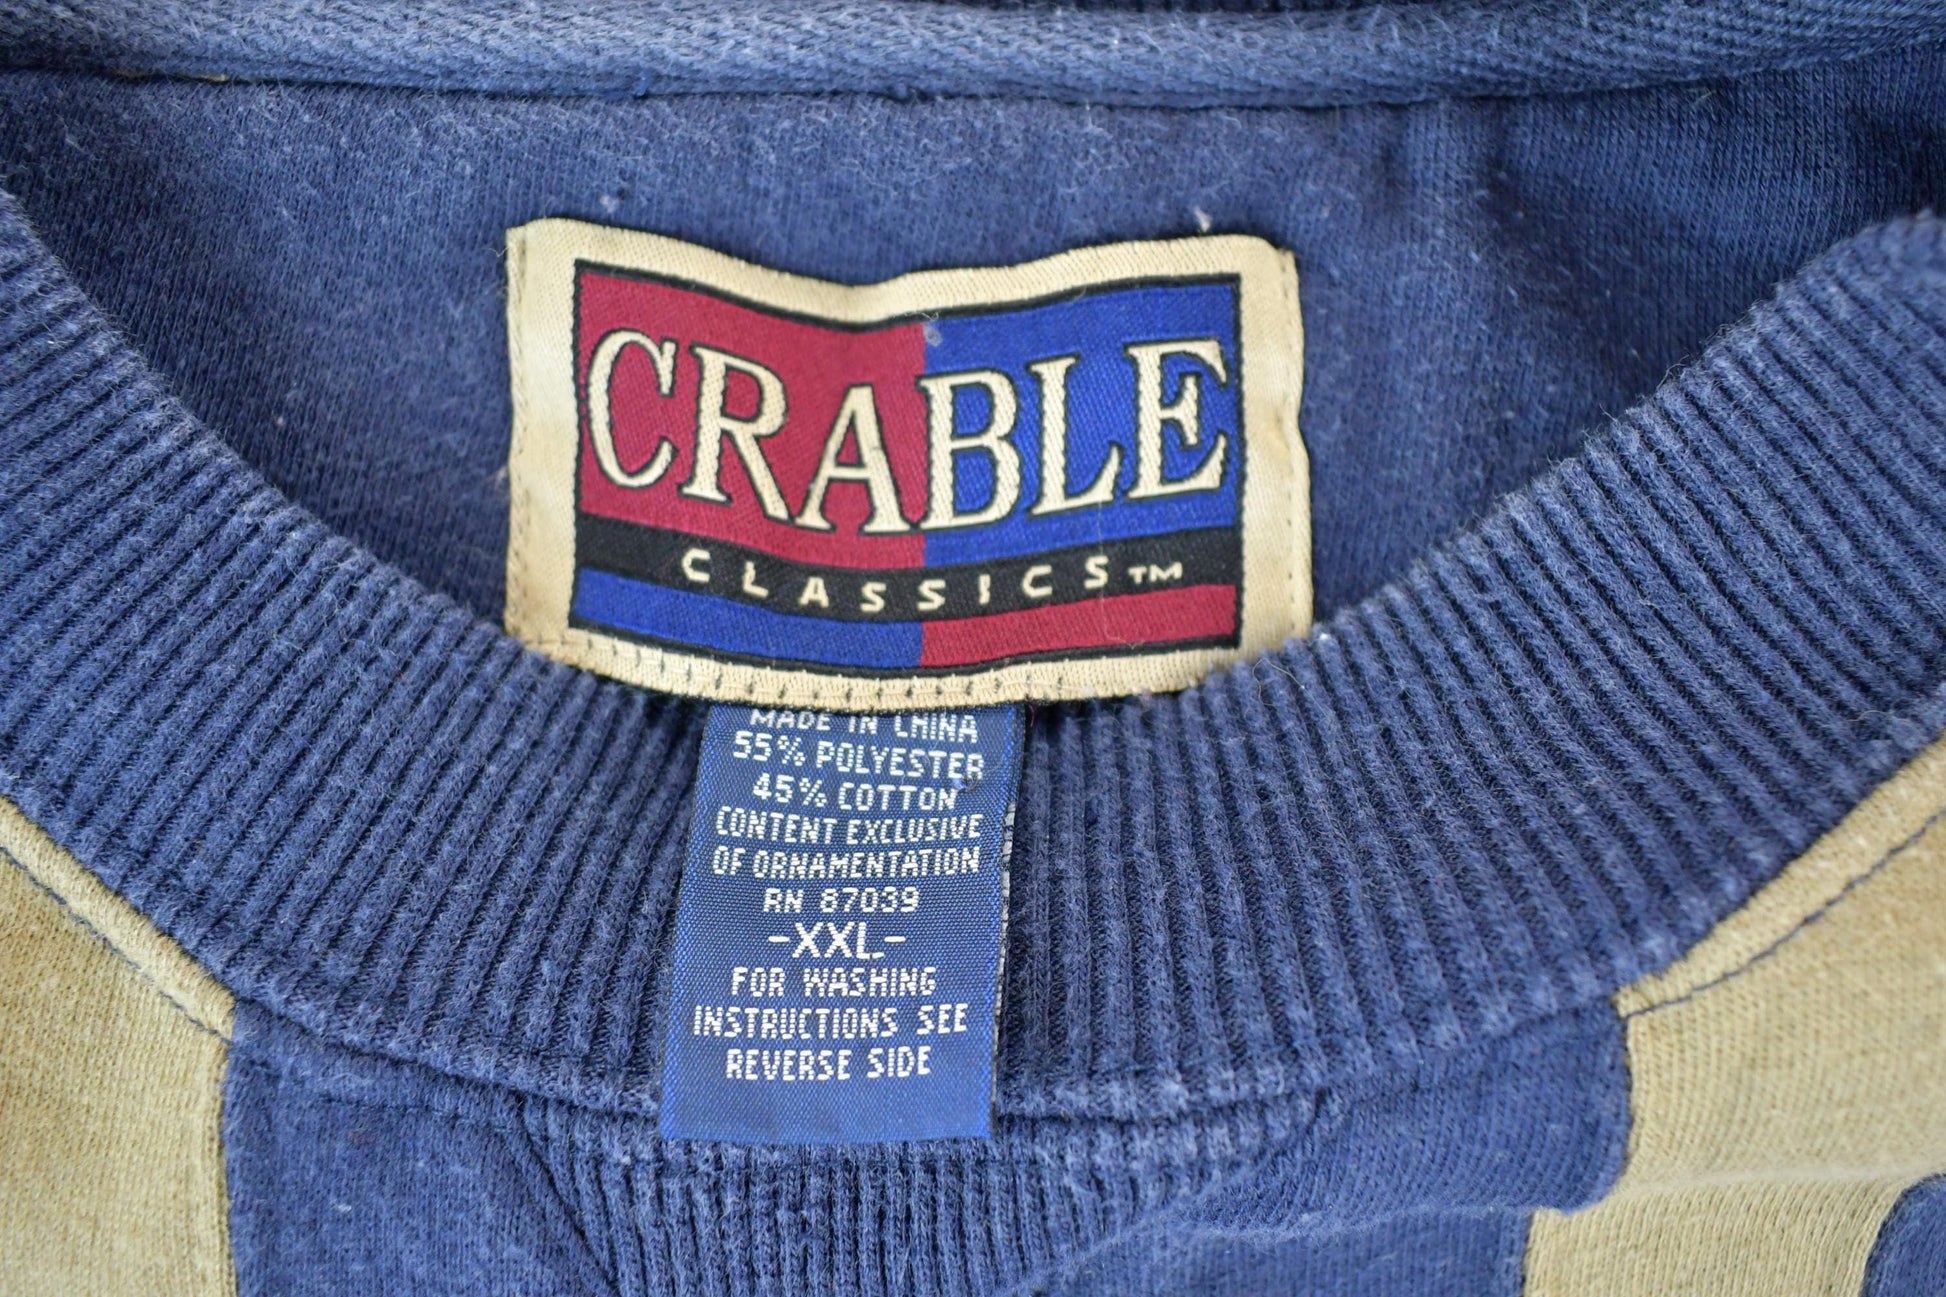 CRABLE
CLASSICS™
MADE IN CHINA
55% POLYESTER
45% COTTON
CONTENT EXCLUSIVE
OF ORNAMENTATION
RN 87039
-XXL-
FOR WASHING
INSTRUCTIONS SEE
REVERSE SIDE